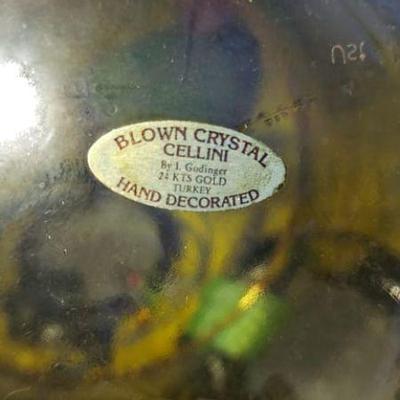 BLOWN CRYSTAL
CELLINI
By I. Godinger
24 KTS GOLD
TURKEY
HAND DECORATED